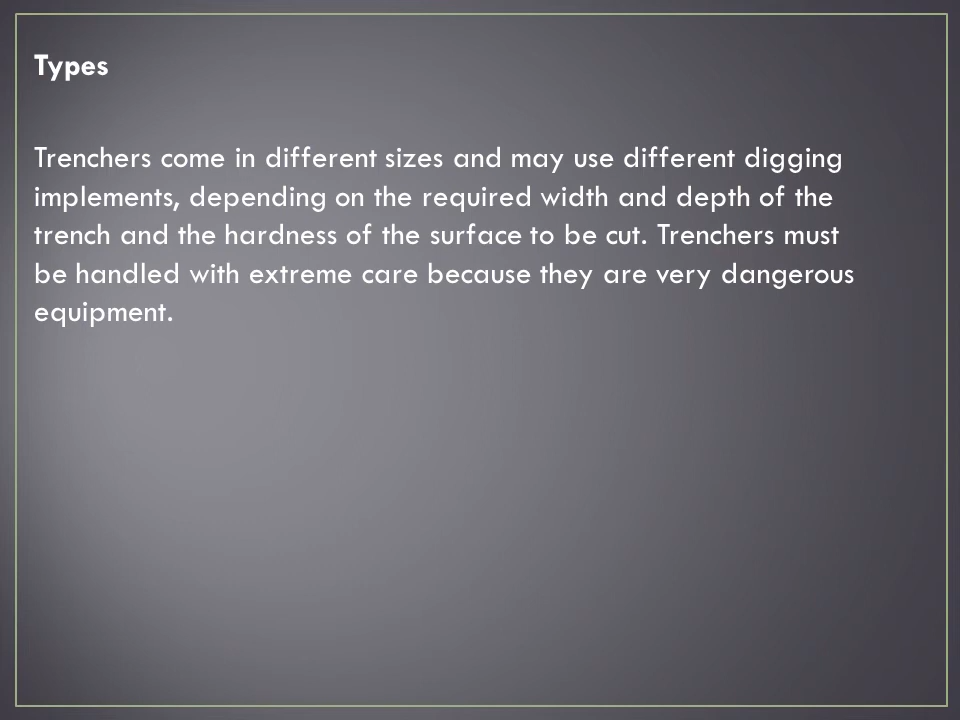 Types
Trenchers come in different sizes and may use different digging
implements, depending on the required width and depth of the
trench and the hardness of the surface to be cut. Trenchers must
be handled with extreme care because they are very dangerous
equipment.